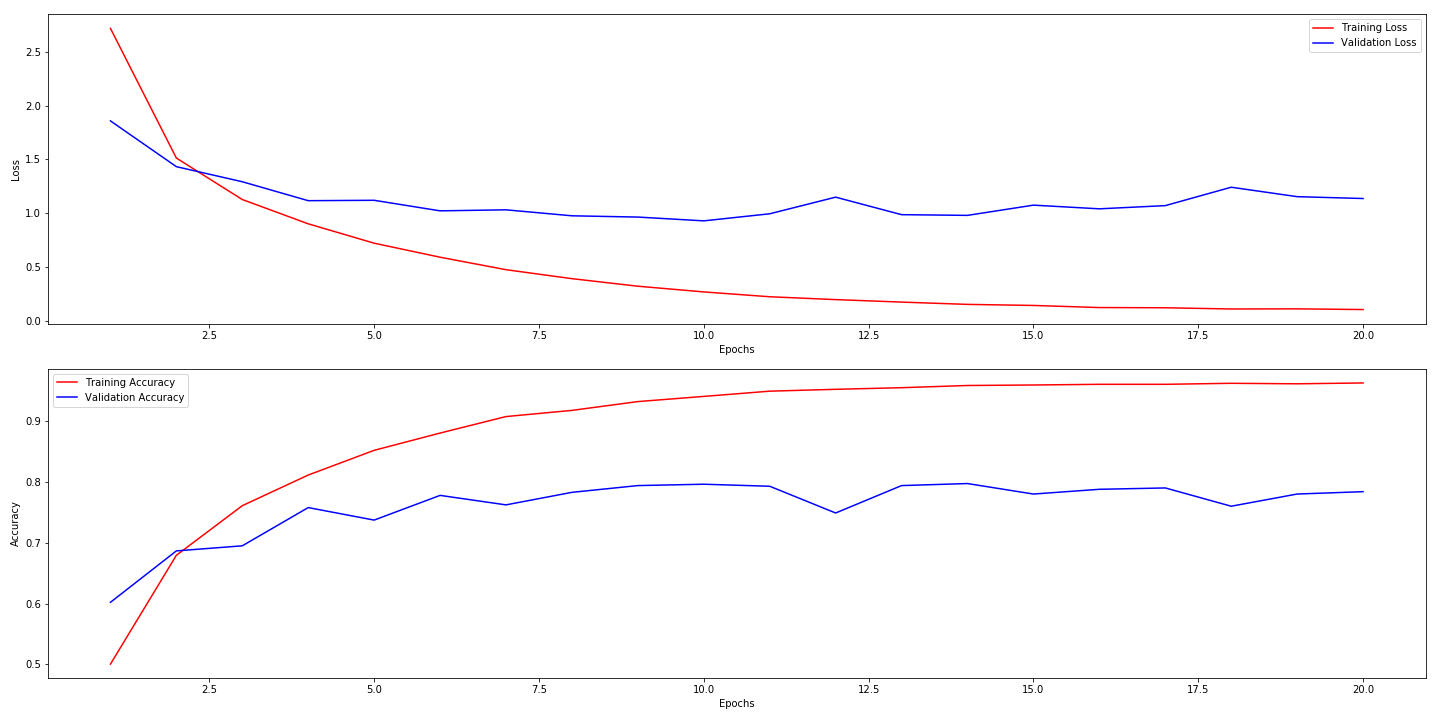 Training Loss
Validation Loss
2.5
2.0
1.5
1.0
0.5
0.0
Loss
2.5 5.0 7.5 10.0 12.5 15.0 17.5 20.0
Epochs
Training Accuracy
Validation Accuracy
0.9
0.8
0.7
0.6
0.5
Accuracy
2.5 5.0 7.5 10.0 12.5 15.0 17.5 20.0
Epochs